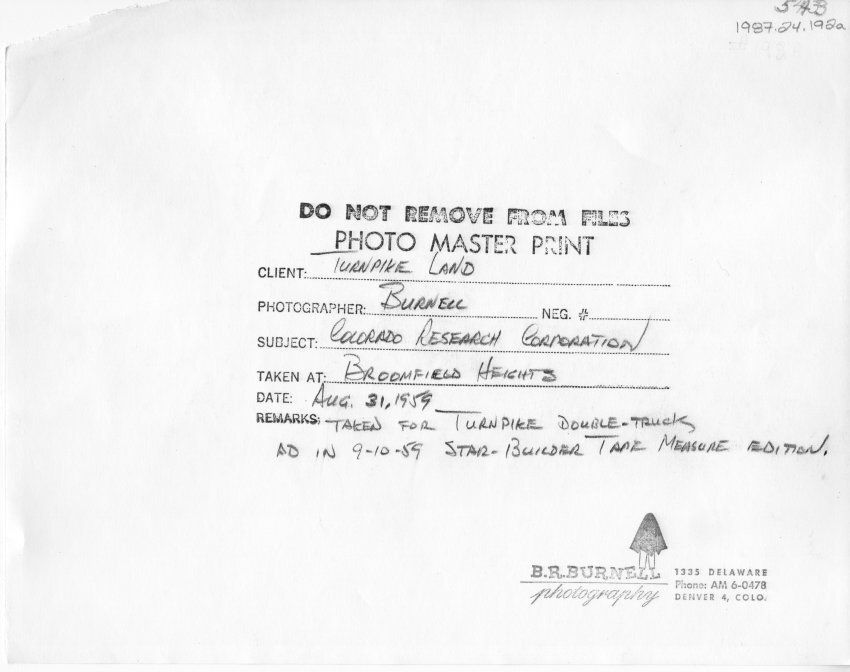 1987.24.192a
DO NOT REMOVE FROM FILES
PHOTO MASTER PRINT
CLIENT: TURNPIKE LAND
PHOTOGRAPHER: BURNELL NEG. #
SUBJECT: COLORADO RESEARCH CORPORATION
TAKEN AT: BROOMFIELD HEIGHTS
DATE: AUG. 31, 1959
REMARKS: TAKEN FOR TURNPIKE DOUBLE-TRUCK
AD IN 9-10-59 STAR-BUILDER TAPE MEASURE EDITION.
B.R.BURNELL
photography
1335 DELAWARE
Phone: AM 6-0478
DENVER 4, COLO.